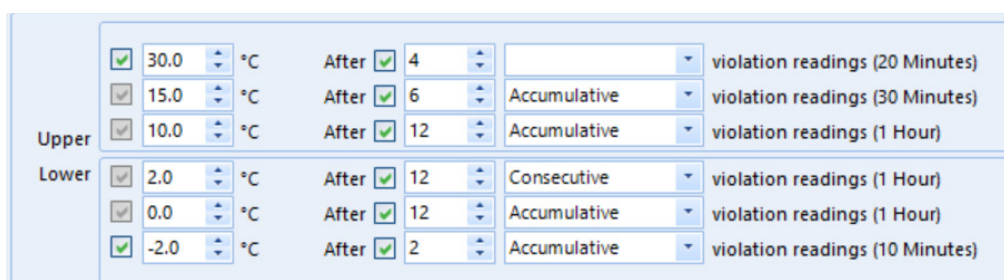 30.0 °C After 4 violation readings (20 Minutes)
15.0 °C After 6 Accumulative violation readings (30 Minutes)
Upper 10.0 °C After 12 Accumulative violation readings (1 Hour)
Lower 2.0 °C After 12 Consecutive violation readings (1 Hour)
0.0 °C After 12 Accumulative violation readings (1 Hour)
-2.0 °C After 2 Accumulative violation readings (10 Minutes)